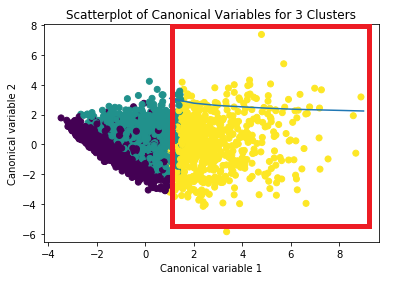 Scatterplot of Canonical Variables for 3 Clusters
8
6
4
2
0
−2
−4
−6
Canonical variable 2
−4 −2 0 2 4 6 8
Canonical variable 1